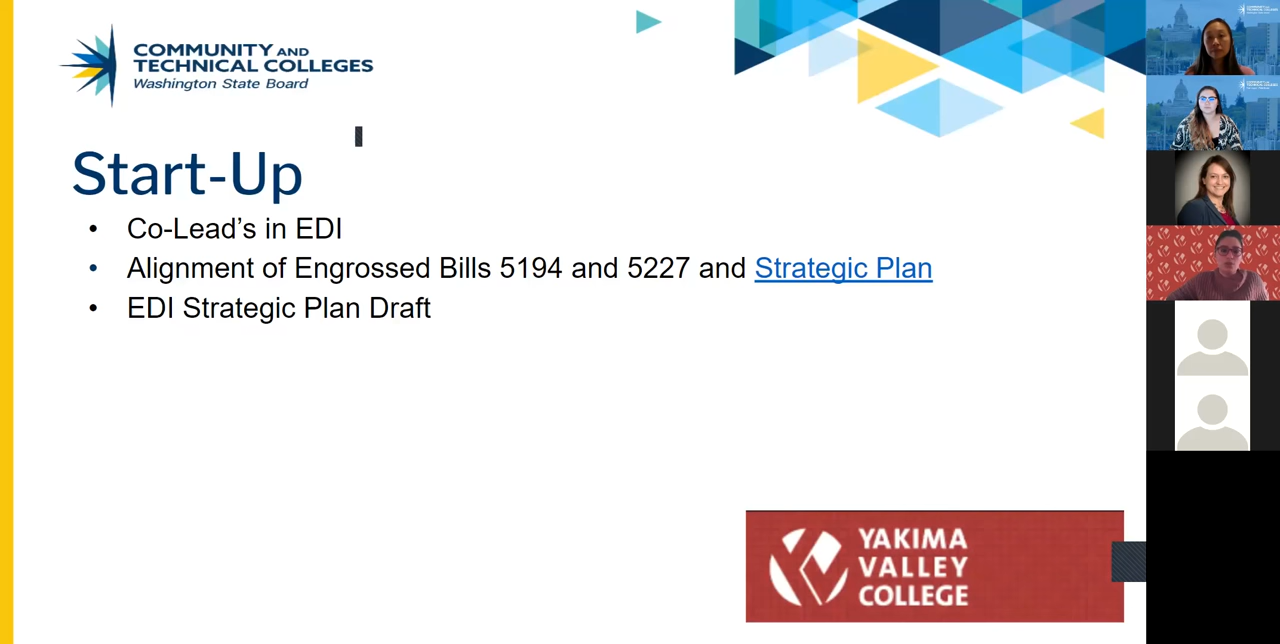 COMMUNITY AND
TECHNICAL COLLEGES
Washington State Board
Start-Up
• Co-Lead's in EDI
• Alignment of Engrossed Bills 5194 and 5227 and Strategic Plan
• EDI Strategic Plan Draft
YAKIMA
VALLEY
COLLEGE